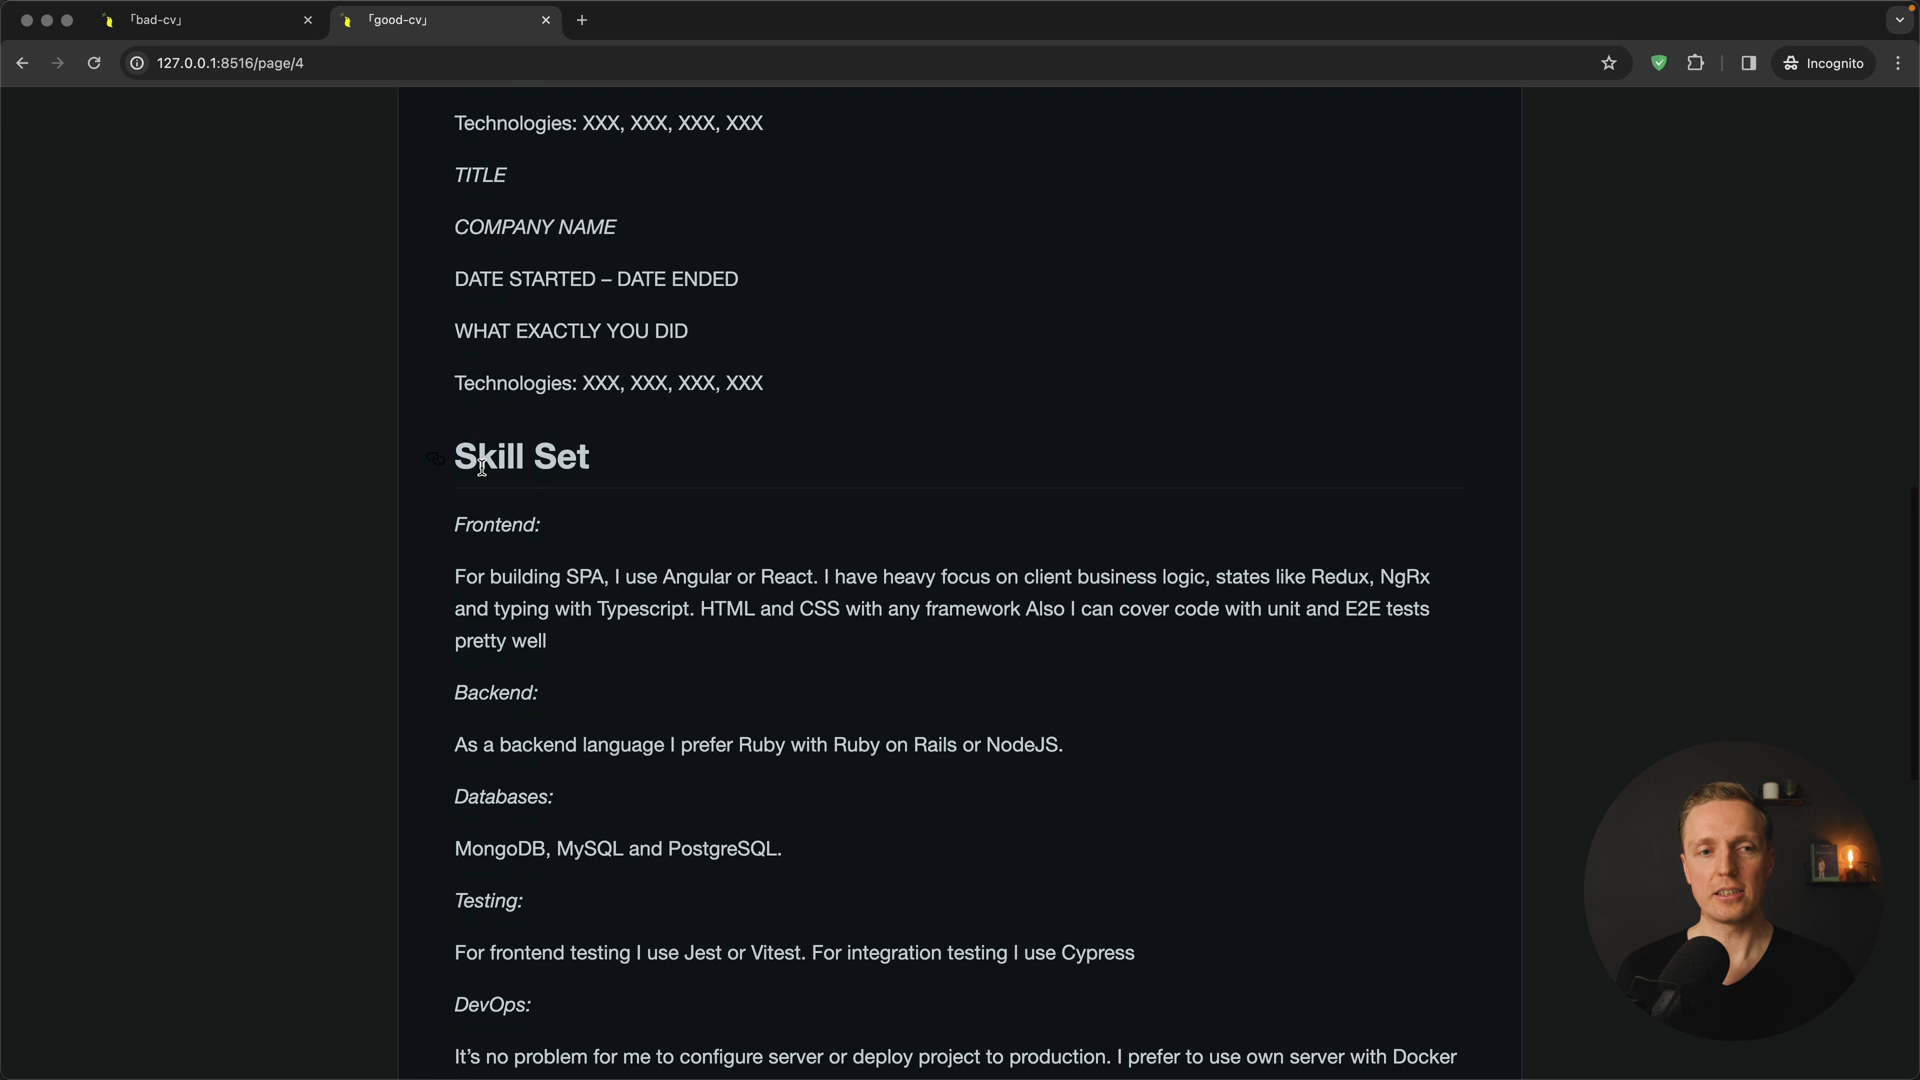 「bad-cv」
「good-cv」
127.0.0.1:8516/page/4
Incognito
Technologies: XXX, XXX, XXX, XXX
TITLE
COMPANY NAME
DATE STARTED – DATE ENDED
WHAT EXACTLY YOU DID
Technologies: XXX, XXX, XXX, XXX
Skill Set
Frontend:
For building SPA, I use Angular or React. I have heavy focus on client business logic, states like Redux, NgRx
and typing with Typescript. HTML and CSS with any framework Also I can cover code with unit and E2E tests
pretty well
Backend:
As a backend language I prefer Ruby with Ruby on Rails or NodeJS.
Databases:
MongoDB, MySQL and PostgreSQL.
Testing:
For frontend testing I use Jest or Vitest. For integration testing I use Cypress
DevOps:
It’s no problem for me to configure server or deploy project to production. I prefer to use own server with Docker